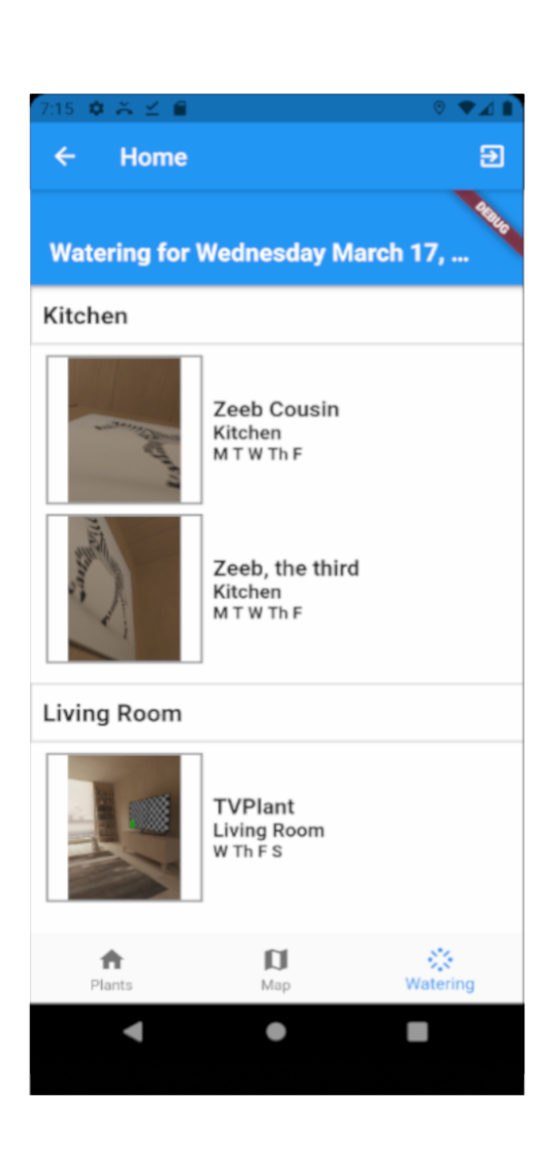 7:15
Home
DEBUG
Watering for Wednesday March 17, ...
Kitchen
Zeeb Cousin
Kitchen
M T W Th F
Zeeb, the third
Kitchen
M T W Th F
Living Room
TVPlant
Living Room
W Th F S
Plants
Map
Watering